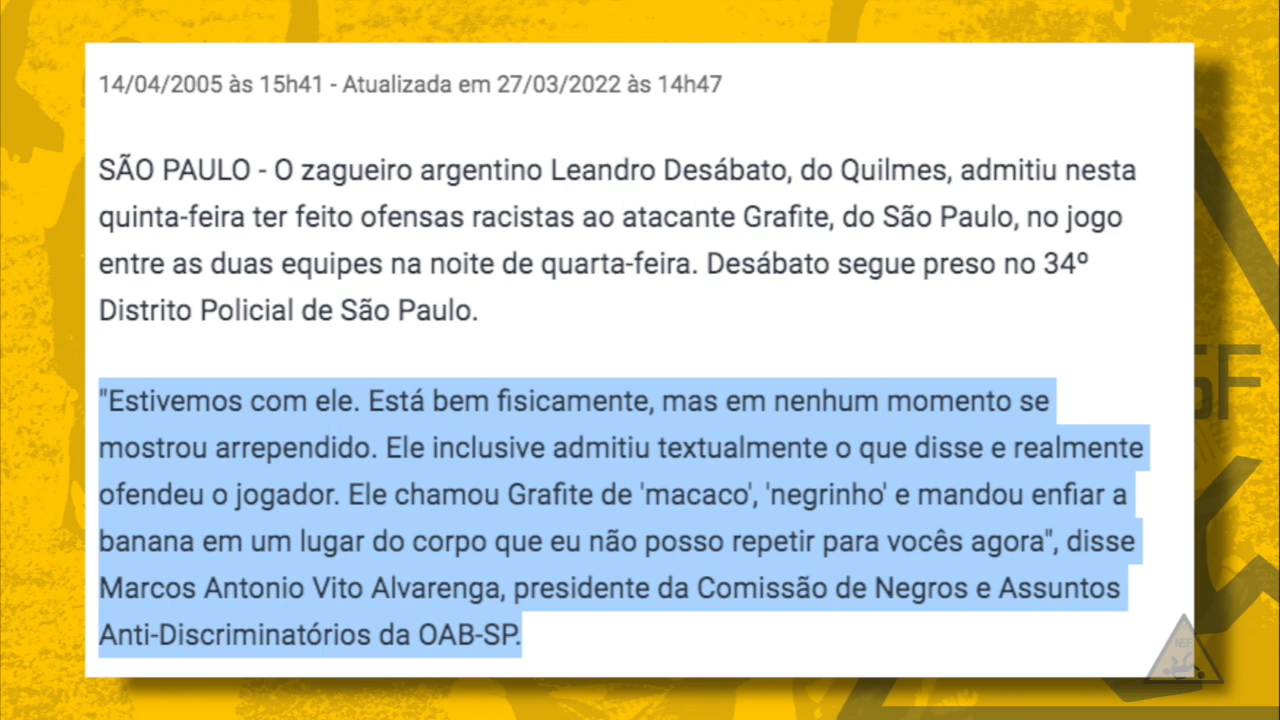 14/04/2005 às 15h41 - Atualizada em 27/03/2022 às 14h47
SÃO PAULO - O zagueiro argentino Leandro Desábato, do Quilmes, admitiu nesta
quinta-feira ter feito ofensas racistas ao atacante Grafite, do São Paulo, no jogo
entre as duas equipes na noite de quarta-feira. Desábato segue preso no 34º
Distrito Policial de São Paulo.
"Estivemos com ele. Está bem fisicamente, mas em nenhum momento se
mostrou arrependido. Ele inclusive admitiu textualmente o que disse e realmente
ofendeu o jogador. Ele chamou Grafite de 'macaco', 'negrinho' e mandou enfiar a
banana em um lugar do corpo que eu não posso repetir para vocês agora", disse
Marcos Antonio Vito Alvarenga, presidente da Comissão de Negros e Assuntos
Anti-Discriminatórios da OAB-SP.
SF
NSF